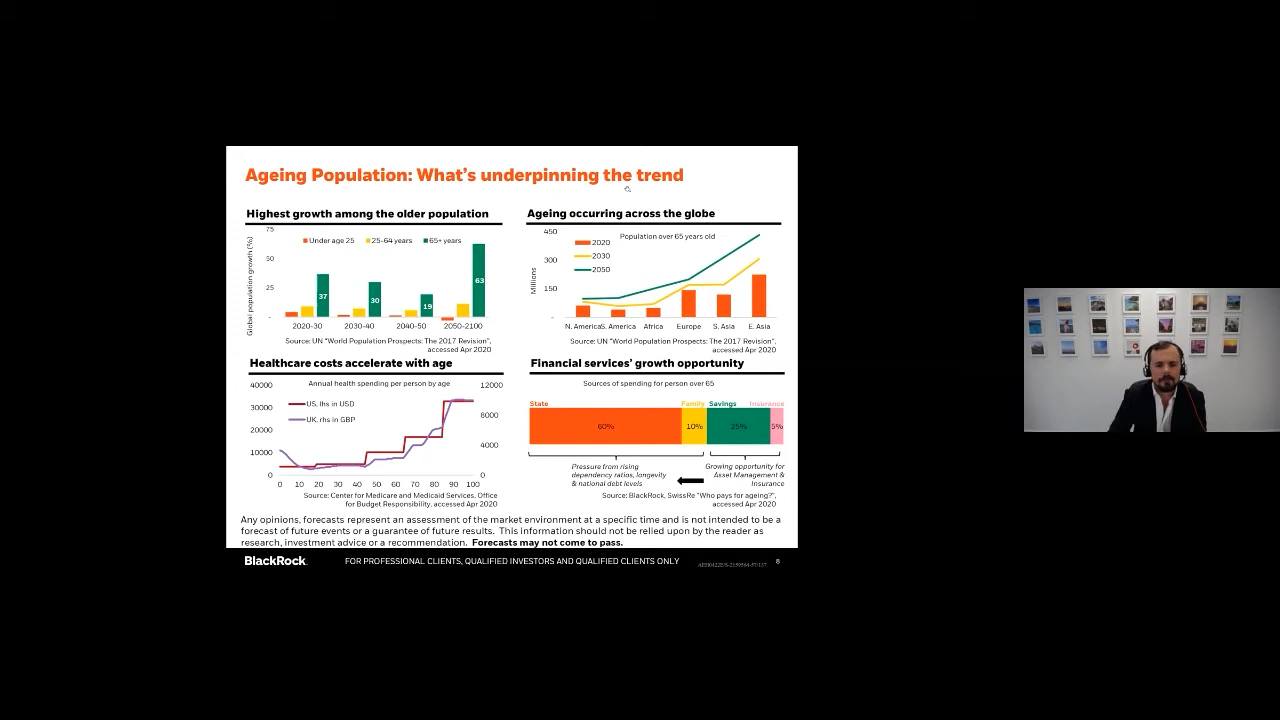 Ageing Population: What's underpinning the trend
Highest growth among the older population
75
50
25
-
Global population growth (%)
Under age 25
25-64 years
65+ years
37
30
19
63
2020-30
2030-40
2040-50
2050-2100
Source: UN "World Population Prospects: The 2017 Revision",
accessed Apr 2020
Ageing occurring across the globe
450
300
150
-
Millions
Population over 65 years old
2020
2030
2050
N. America
S. America
Africa
Europe
S. Asia
E. Asia
Source: UN "World Population Prospects: The 2017 Revision",
accessed Apr 2020
Healthcare costs accelerate with age
Annual health spending per person by age
40000
30000
20000
10000
0
12000
8000
4000
0
US, lhs in USD
UK, rhs in GBP
0 10 20 30 40 50 60 70 80 90 100
Source: Center for Medicare and Medicaid Services, Office
for Budget Responsibility, accessed Apr 2020
Financial services' growth opportunity
Sources of spending for person over 65
State
Family
Savings
Insurance
60%
10%
25%
5%
Pressure from rising
dependency ratios, longevity
& national debt levels
Growing opportunity for
Asset Management &
Insurance
Source: BlackRock, SwissRe "Who pays for ageing?",
accessed Apr 2020
Any opinions, forecasts represent an assessment of the market environment at a specific time and is not intended to be a
forecast of future events or a guarantee of future results. This information should not be relied upon by the reader as
research, investment advice or a recommendation. Forecasts may not come to pass.
BlackRock.
FOR PROFESSIONAL CLIENTS, QUALIFIED INVESTORS AND QUALIFIED CLIENTS ONLY
8